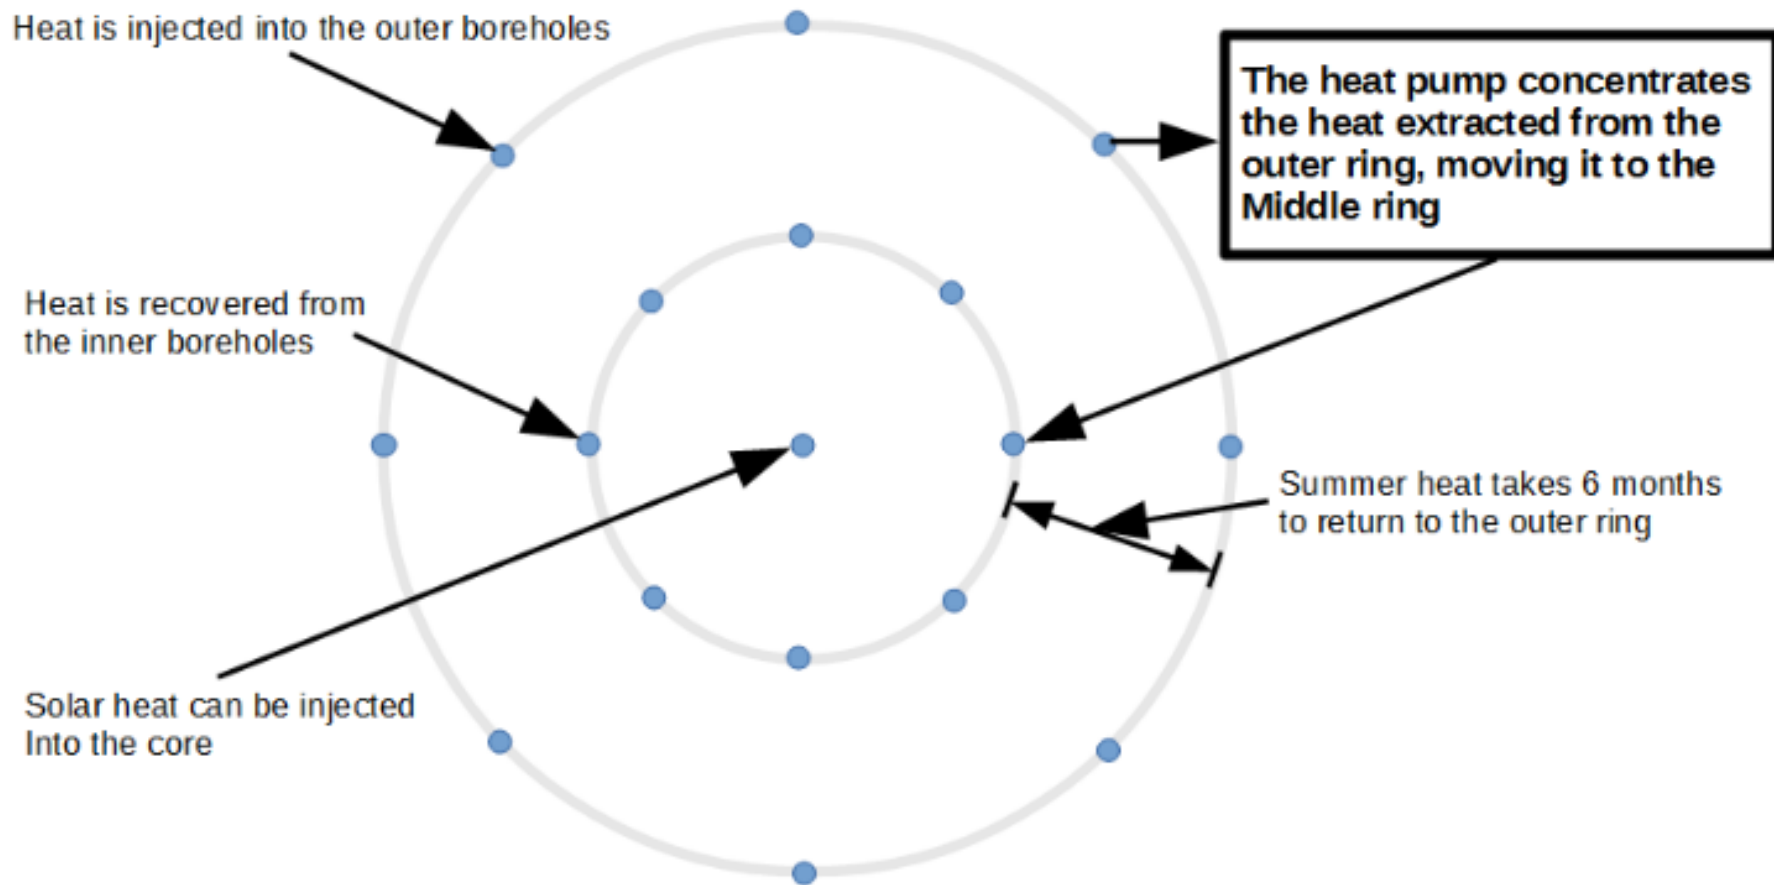 Heat is injected into the outer boreholes
The heat pump concentrates
the heat extracted from the
outer ring, moving it to the
Middle ring
Heat is recovered from
the inner boreholes
Summer heat takes 6 months
to return to the outer ring
Solar heat can be injected
Into the core